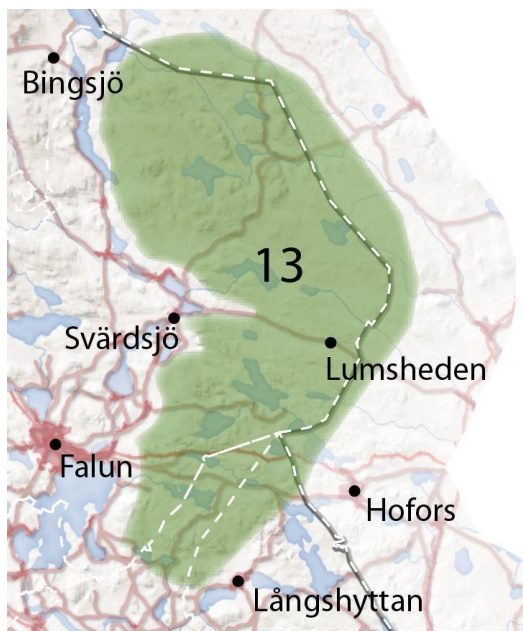 Bingsjö
13
Svärdsjö
Lumsheden
Falun
Hofors
Långshyttan